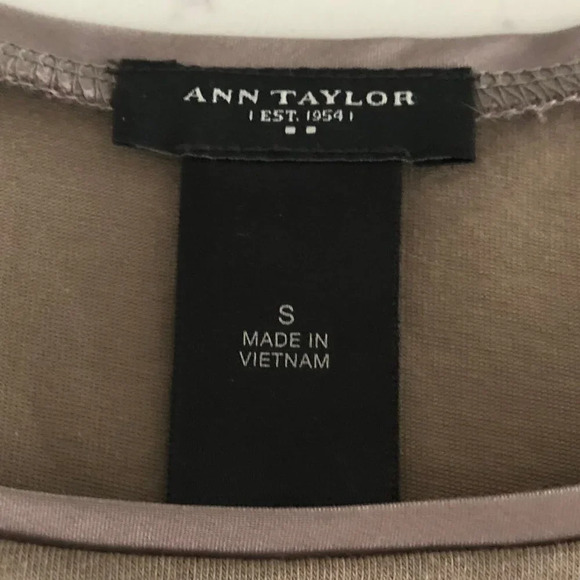 ANN TAYLOR
EST. 1954
S
MADE IN
VIETNAM